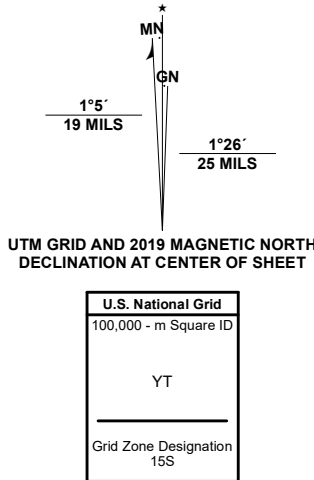 ★
MN
GN
1°5´
19 MILS
1°26´
25 MILS
UTM GRID AND 2019 MAGNETIC NORTH
DECLINATION AT CENTER OF SHEET
U.S. National Grid
100,000 - m Square ID
YT
Grid Zone Designation
15S